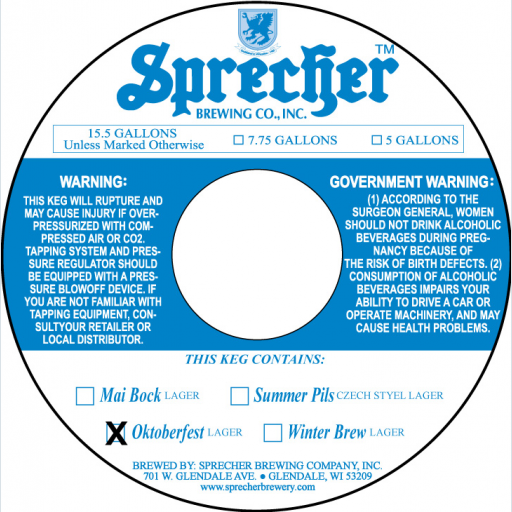 Sprecher™
BREWING CO., INC.
15.5 GALLONS
Unless Marked Otherwise
☐ 7.75 GALLONS
☐ 5 GALLONS
WARNING:
THIS KEG WILL RUPTURE AND
MAY CAUSE INJURY IF OVER-
PRESSURIZED WITH COM-
PRESSED AIR OR CO2.
TAPPING SYSTEM AND PRES-
SURE REGULATOR SHOULD
BE EQUIPPED WITH A PRES-
SURE BLOWOFF DEVICE. IF
YOU ARE NOT FAMILIAR WITH
TAPPING EQUIPMENT, CON-
SULTYOUR RETAILER OR
LOCAL DISTRIBUTOR.
GOVERNMENT WARNING:
(1) ACCORDING TO THE
SURGEON GENERAL, WOMEN
SHOULD NOT DRINK ALCOHOLIC
BEVERAGES DURING PREG-
NANCY BECAUSE OF
THE RISK OF BIRTH DEFECTS. (2)
CONSUMPTION OF ALCOHOLIC
BEVERAGES IMPAIRS YOUR
ABILITY TO DRIVE A CAR OR
OPERATE MACHINERY, AND MAY
CAUSE HEALTH PROBLEMS.
THIS KEG CONTAINS:
☐ Mai Bock LAGER
☐ Summer Pils CZECH STYEL LAGER
☒ Oktoberfest LAGER
☐ Winter Brew LAGER
BREWED BY: SPRECHER BREWING COMPANY, INC.
701 W. GLENDALE AVE. ● GLENDALE, WI 53209
www.sprecherbrewery.com